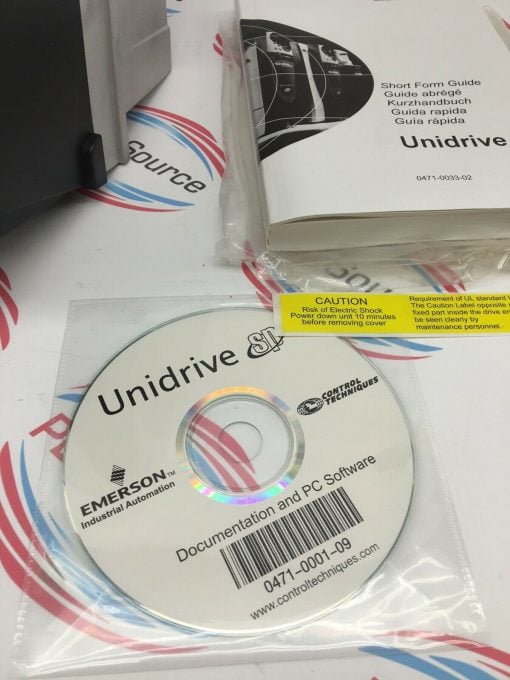 Short Form Guide
Guide abrégé
Kurzhandbuch
Guida rapida
Guía rápida
Unidrive
0471-0033-02
Source
CAUTION
Risk of Electric Shock
Power down unit 10 minutes
before removing cover
Requirement of UL standard
The Caution Label opposite
fixed part inside the drive
be seen clearly by
maintenance personnel.
Unidrive sp
CONTROL
TECHNIQUES
EMERSON™
Industrial Automation
Documentation and PC Software
0471-0001-09
www.controltechniques.com